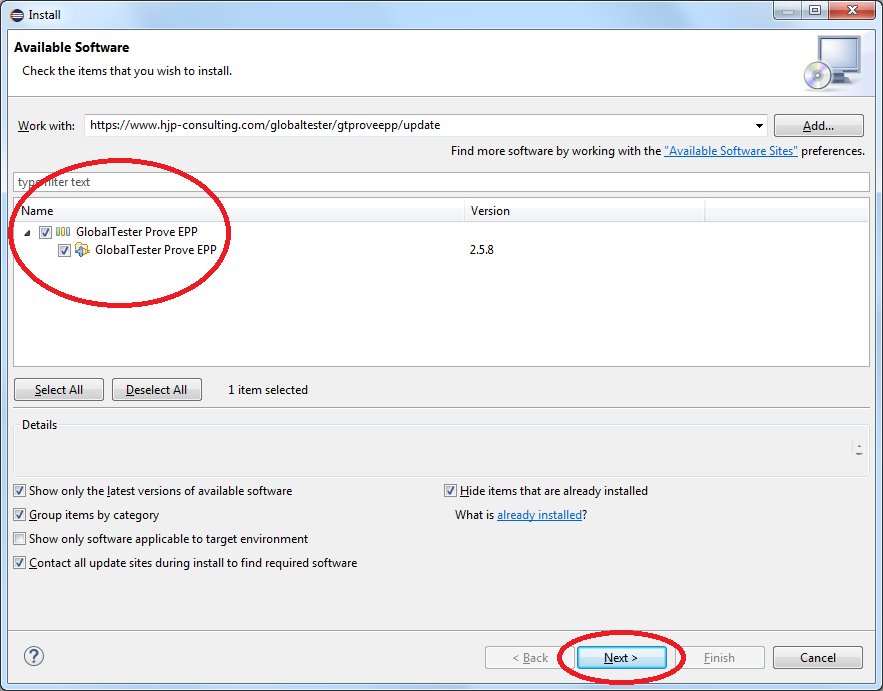 Install
Available Software
Check the items that you wish to install.
Work with: https://www.hjp-consulting.com/globaltester/gtproveepp/update Add...
Find more software by working with the "Available Software Sites" preferences.
type filter text
Name Version
GlobalTester Prove EPP
GlobalTester Prove EPP 2.5.8
Select All Deselect All 1 item selected
Details
Show only the latest versions of available software Hide items that are already installed
Group items by category What is already installed?
Show only software applicable to target environment
Contact all update sites during install to find required software
? < Back Next > Finish Cancel